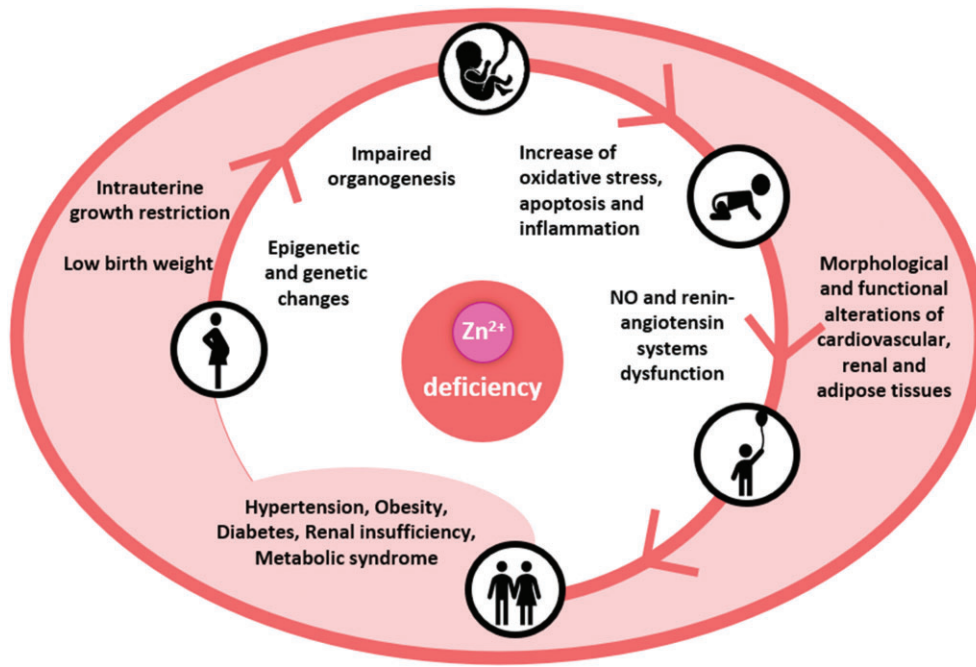 Impaired
organogenesis
Increase of
oxidative stress,
apoptosis and
inflammation
Intrauterine
growth restriction
Low birth weight
Epigenetic
and genetic
changes
Zn²⁺
deficiency
NO and renin-
angiotensin
systems
dysfunction
Morphological
and functional
alterations of
cardiovascular,
renal and
adipose tissues
Hypertension, Obesity,
Diabetes, Renal insufficiency,
Metabolic syndrome